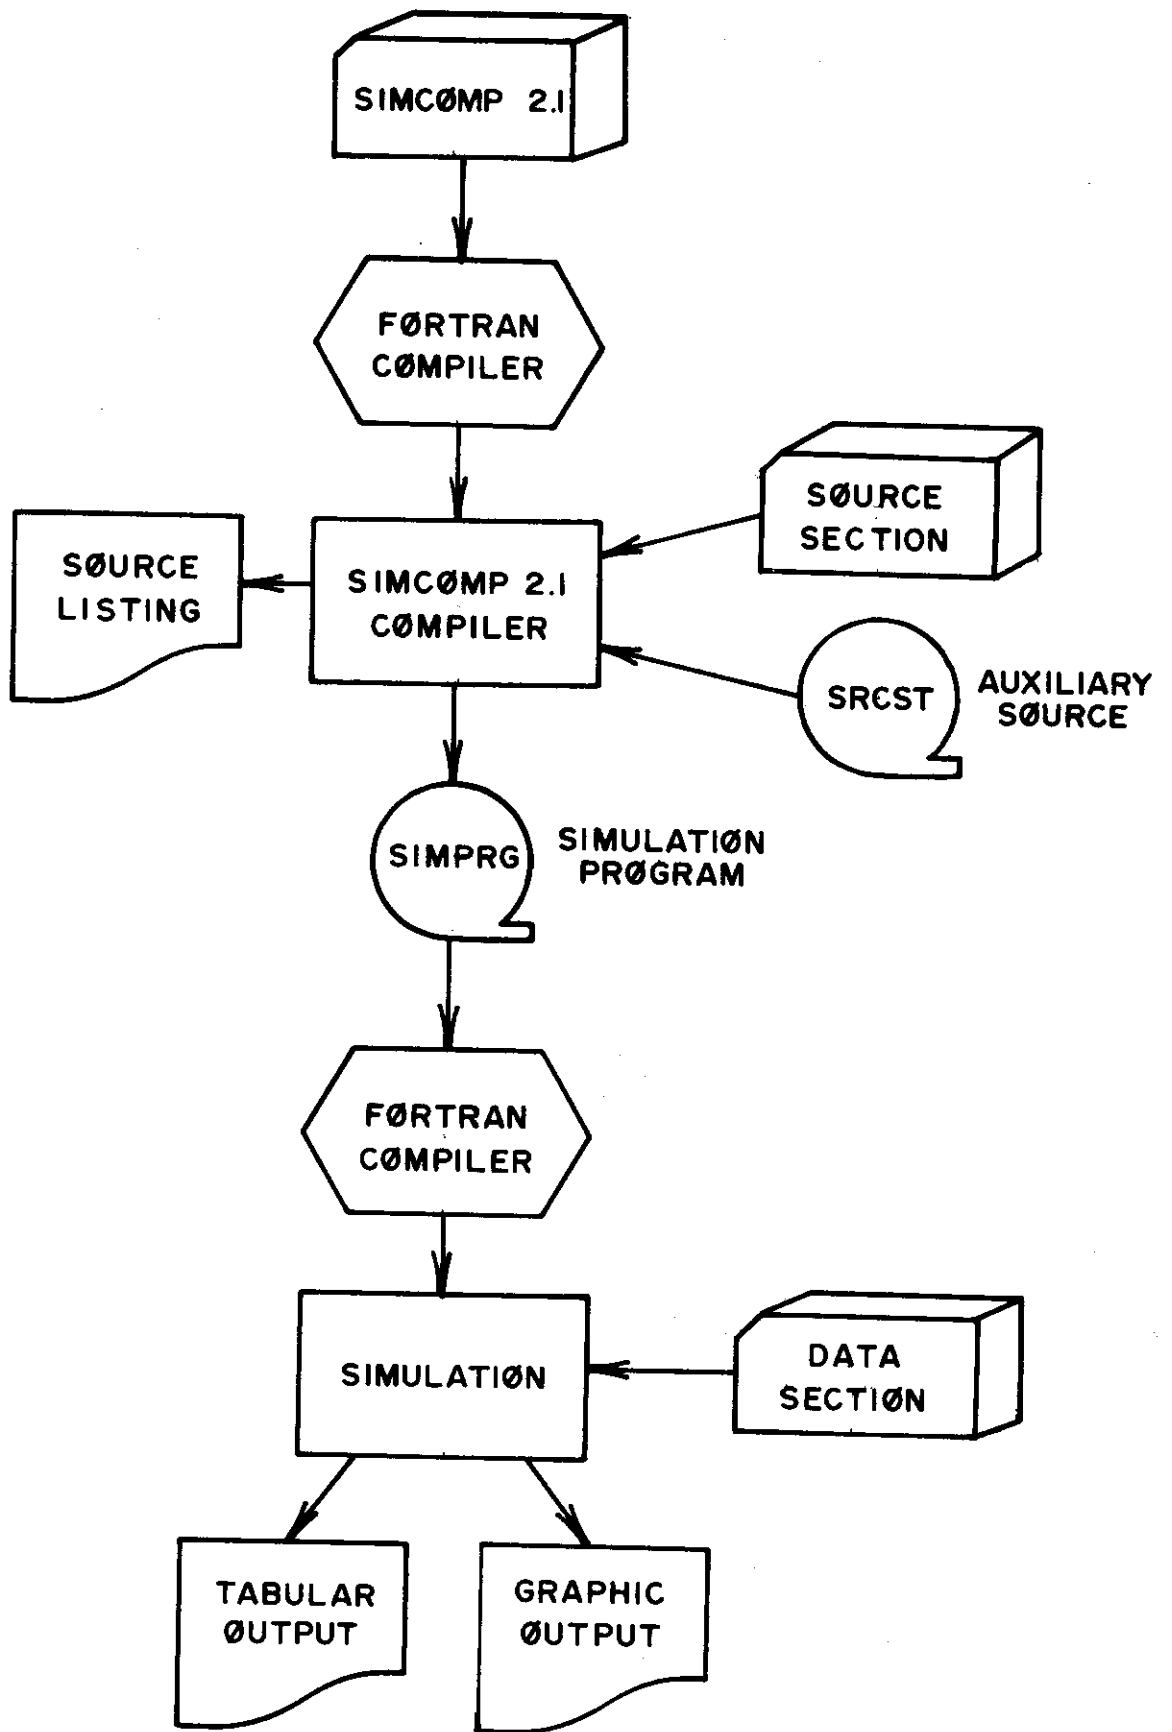 SIMCØMP 2.1
FØRTRAN
CØMPILER
SØURCE
SECTION
SØURCE
LISTING
SIMCØMP 2.1
CØMPILER
SRCST
AUXILIARY
SØURCE
SIMPRG
SIMULATIØN
PRØGRAM
FØRTRAN
CØMPILER
SIMULATIØN
DATA
SECTIØN
TABULAR
ØUTPUT
GRAPHIC
ØUTPUT